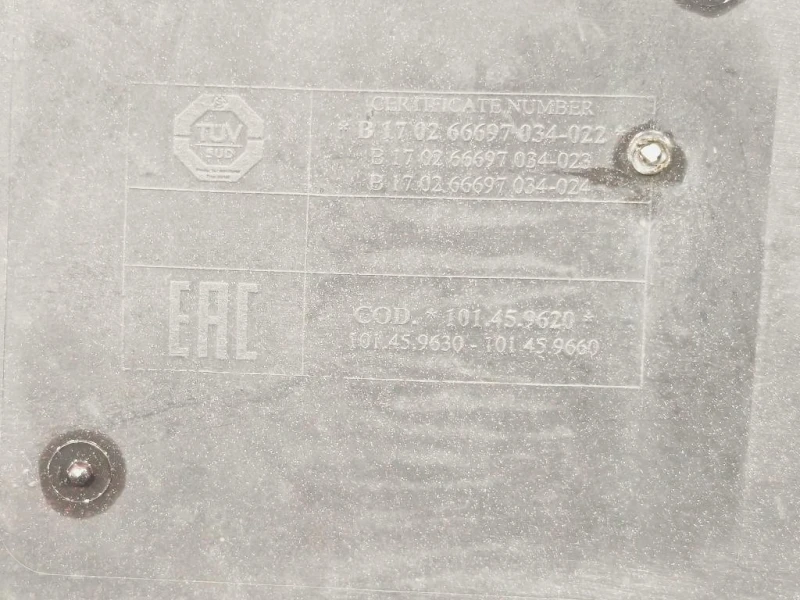 TÜV
SÜD
CERTIFICATE NUMBER
* B 17 02 66697 034-022
B 17 02 66697 034-023
B 17 02 66697 034-024
EAC
COD. * 101.45.9620 *
101.45.9630 - 101.45.9660